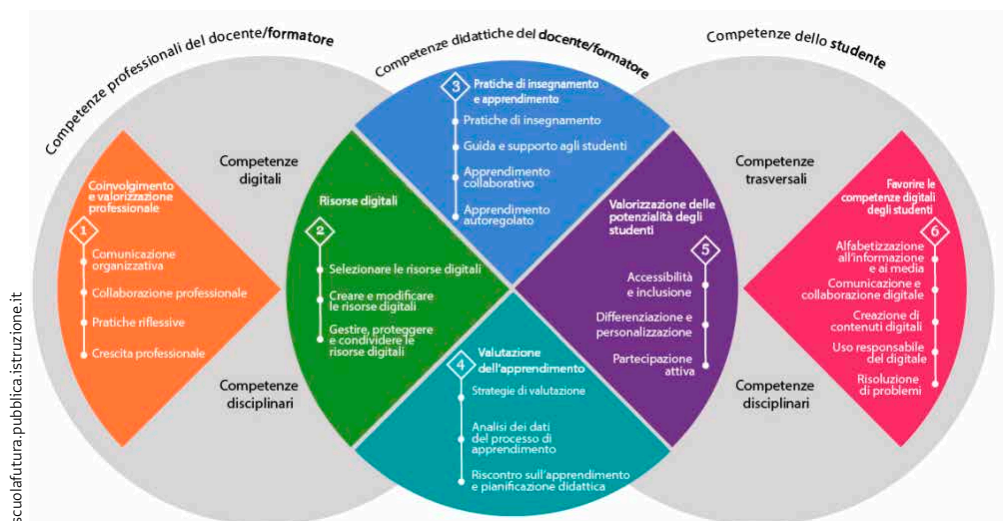 Competenze professionali del docente/formatore
Competenze didattiche del docente/formatore
Competenze dello studente
Competenze
digitali
Competenze
disciplinari
Coinvolgimento
e valorizzazione
professionale
1
Comunicazione
organizzativa
Collaborazione professionale
Pratiche riflessive
Crescita professionale
Risorse digitali
2
Selezionare le risorse digitali
Creare e modificare
le risorse digitali
Gestire, proteggere
e condividere le
risorse digitali
3
Pratiche di insegnamento
e apprendimento
Pratiche di insegnamento
Guida e supporto agli studenti
Apprendimento
collaborativo
Apprendimento
autoregolato
4
Valutazione
dell'apprendimento
Strategie di valutazione
Analisi dei dati
del processo di
apprendimento
Riscontro sull'apprendimento
e pianificazione didattica
Valorizzazione delle
potenzialità degli
studenti
5
Accessibilità
e inclusione
Differenziazione e
personalizzazione
Partecipazione
attiva
Competenze
trasversali
Competenze
disciplinari
Favorire le
competenze digitali
degli studenti
6
Alfabetizzazione
all'informazione
e ai media
Comunicazione e
collaborazione digitale
Creazione di
contenuti digitali
Uso responsabile
del digitale
Risoluzione
di problemi
scuolafutura.pubblica.istruzione.it